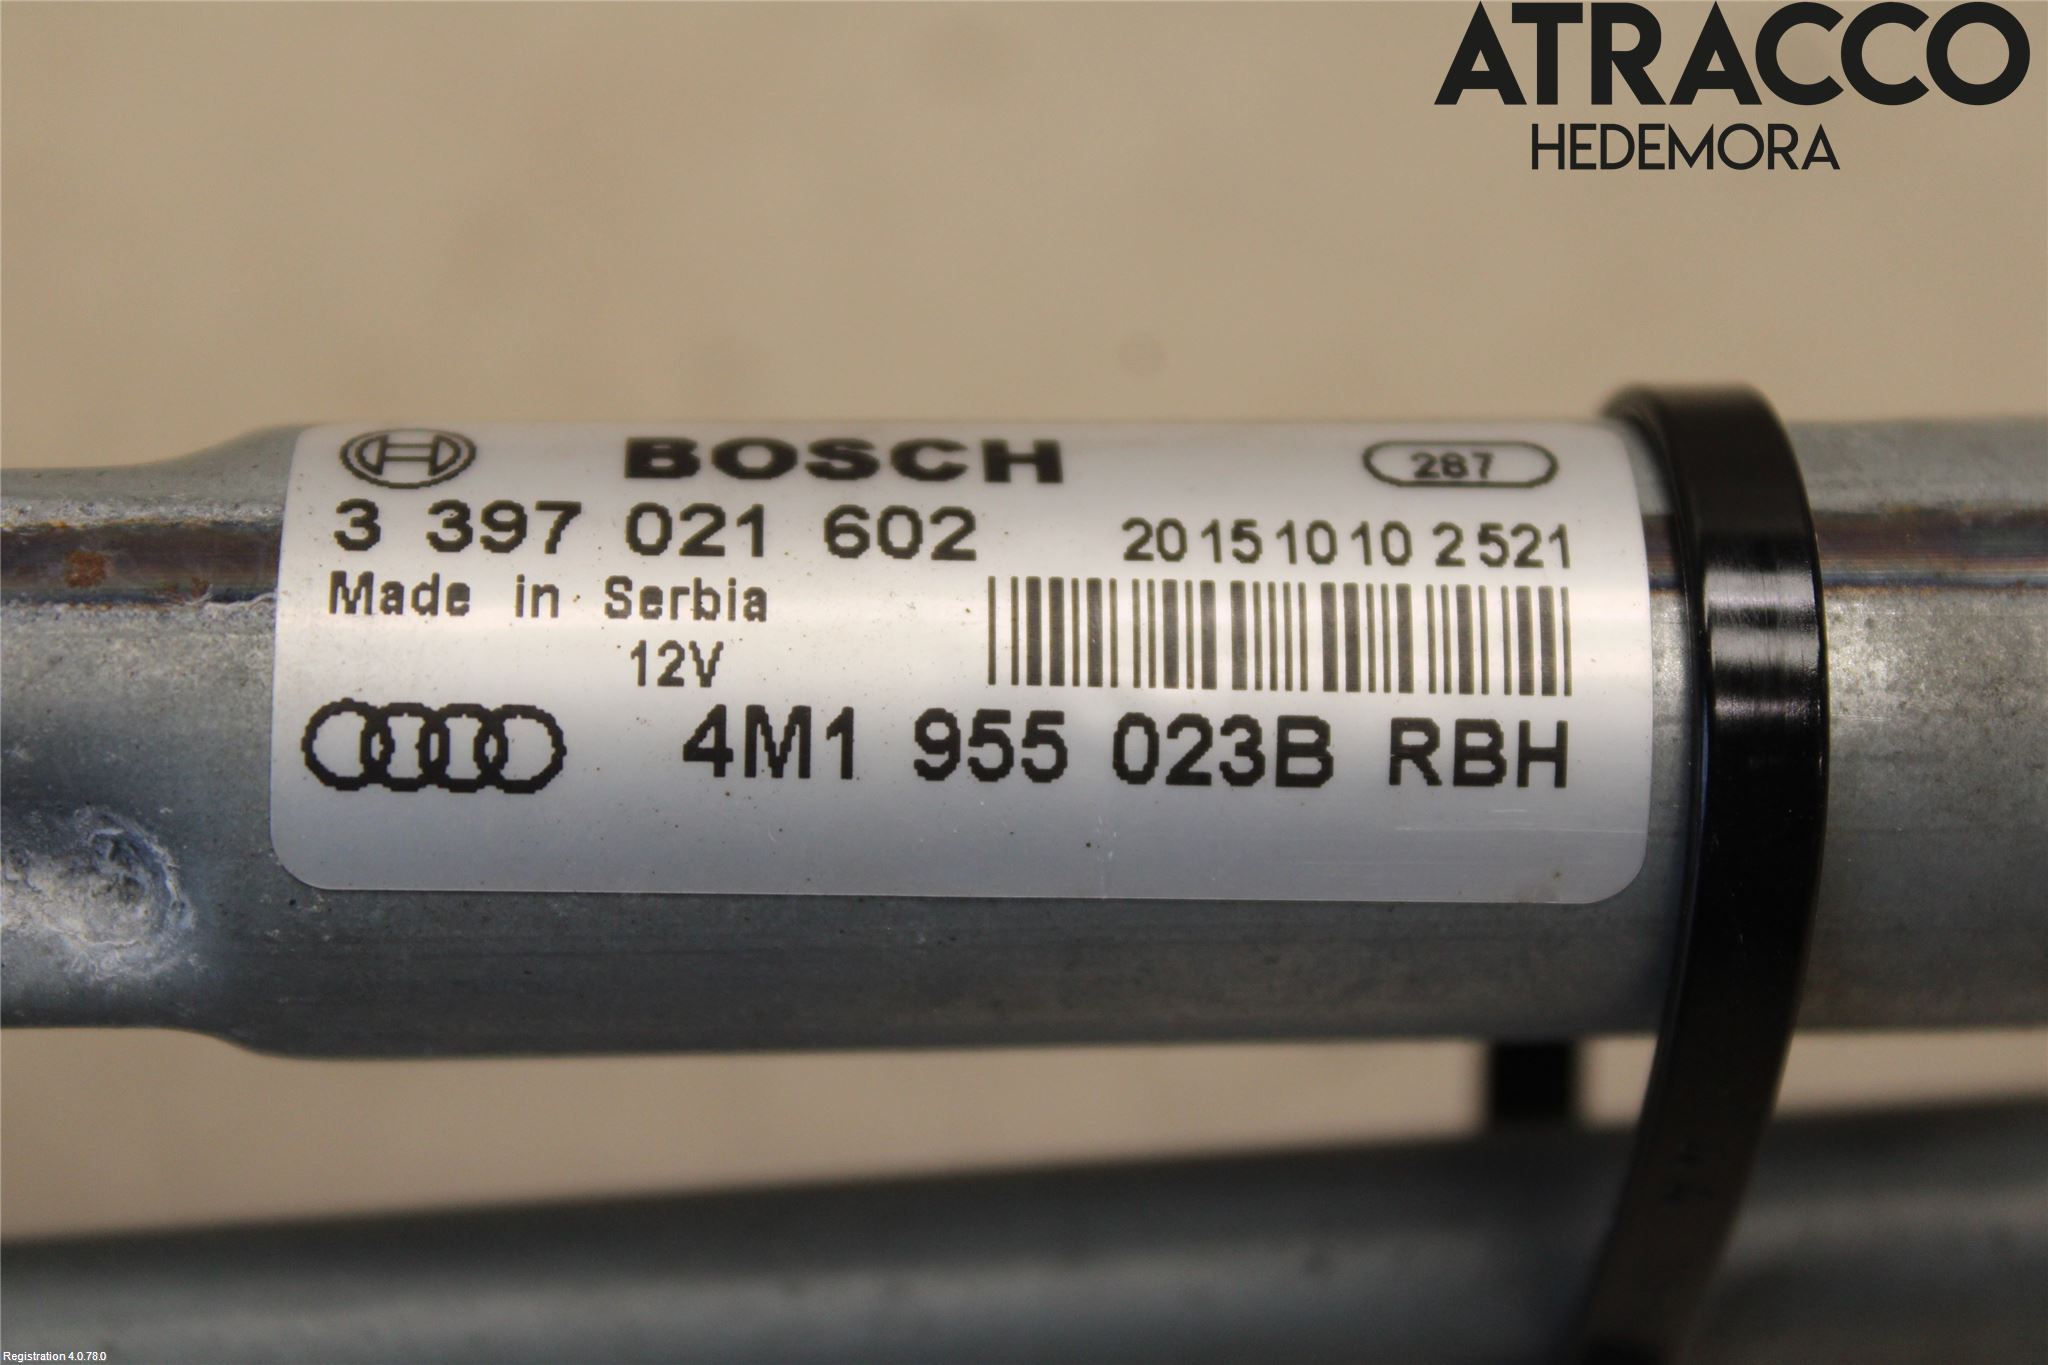 ATRACCO
HEDEMORA
BOSCH 287
3 397 021 602 20151010 2521
Made in Serbia
12V
4M1 955 023B RBH
Registration 4.0.78.0